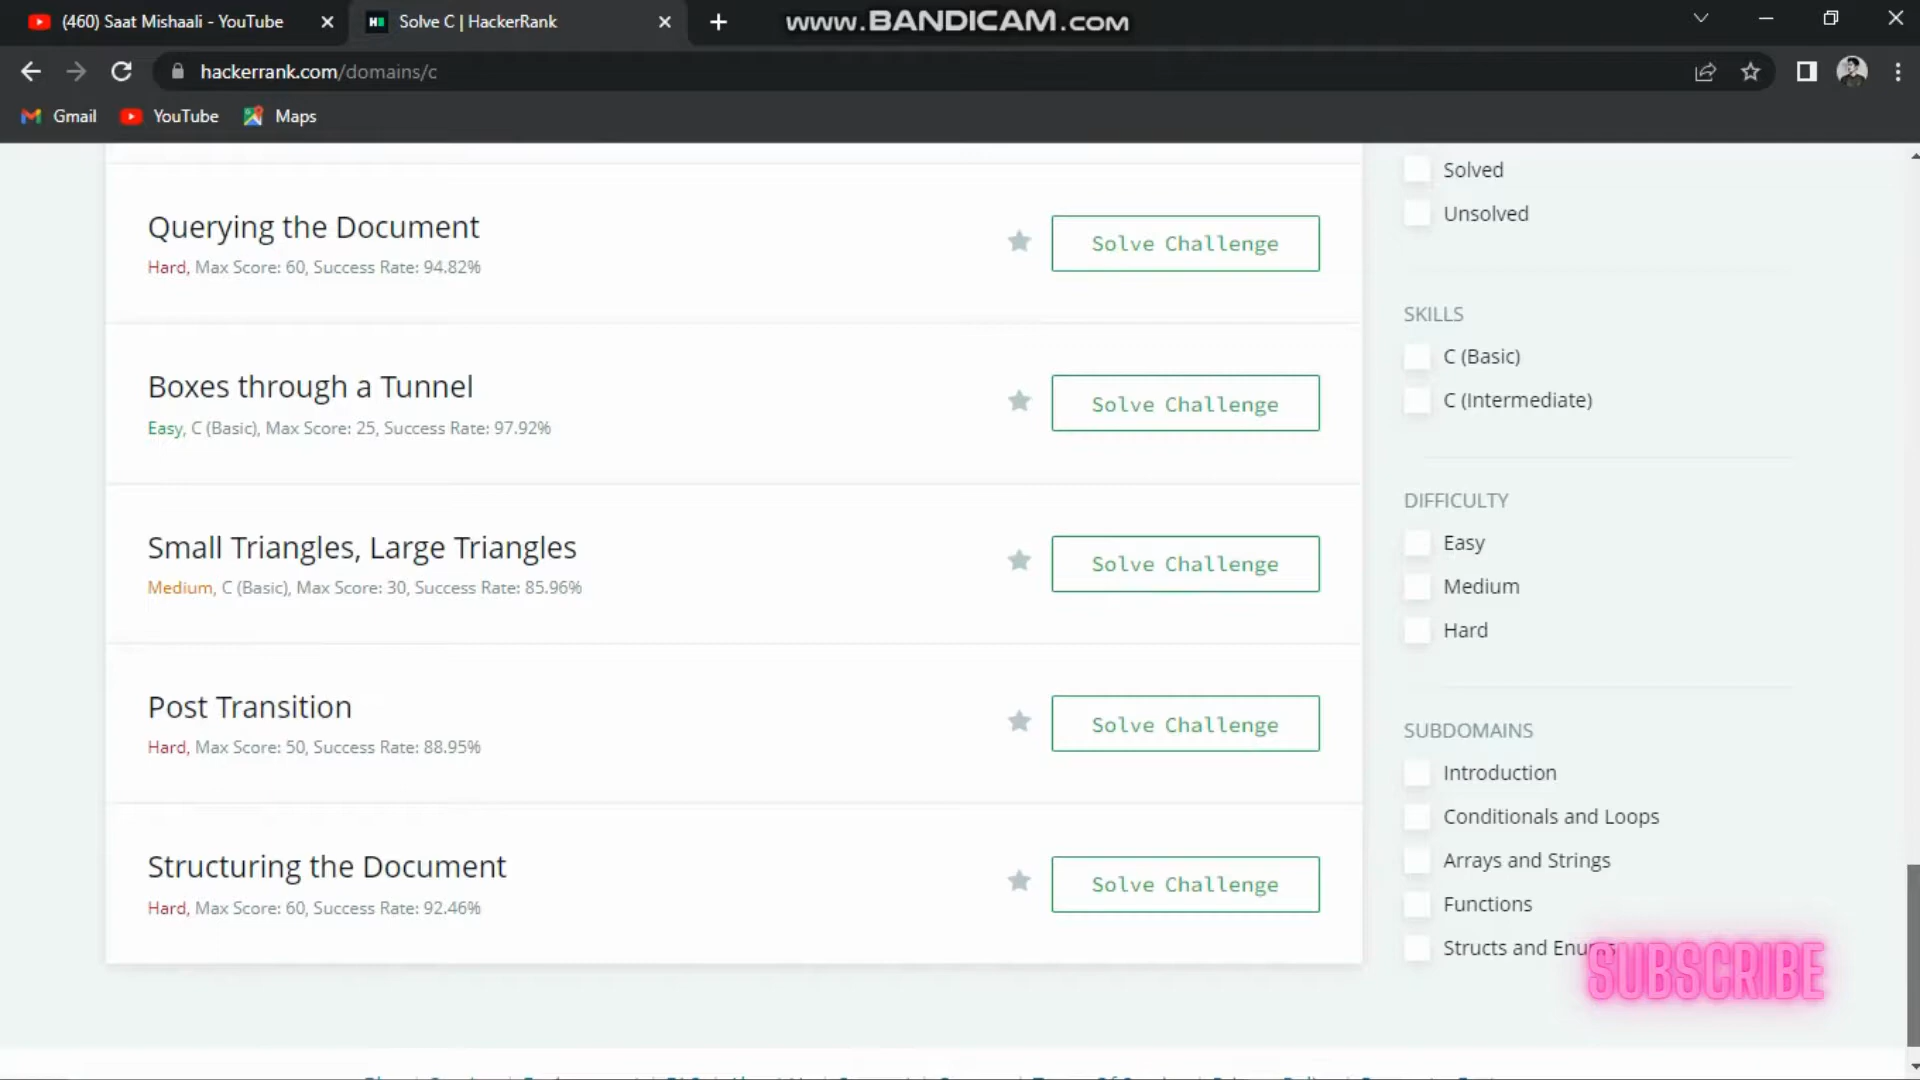 (460) Saat Mishaali - YouTube
Solve C | HackerRank
www.BANDICAM.com
hackerrank.com/domains/c
Gmail
YouTube
Maps
Querying the Document
Hard, Max Score: 60, Success Rate: 94.82%
Solve Challenge
Boxes through a Tunnel
Easy, C (Basic), Max Score: 25, Success Rate: 97.92%
Solve Challenge
Small Triangles, Large Triangles
Medium, C (Basic), Max Score: 30, Success Rate: 85.96%
Solve Challenge
Post Transition
Hard, Max Score: 50, Success Rate: 88.95%
Solve Challenge
Structuring the Document
Hard, Max Score: 60, Success Rate: 92.46%
Solve Challenge
Solved
Unsolved
SKILLS
C (Basic)
C (Intermediate)
DIFFICULTY
Easy
Medium
Hard
SUBDOMAINS
Introduction
Conditionals and Loops
Arrays and Strings
Functions
Structs and Enums
SUBSCRIBE